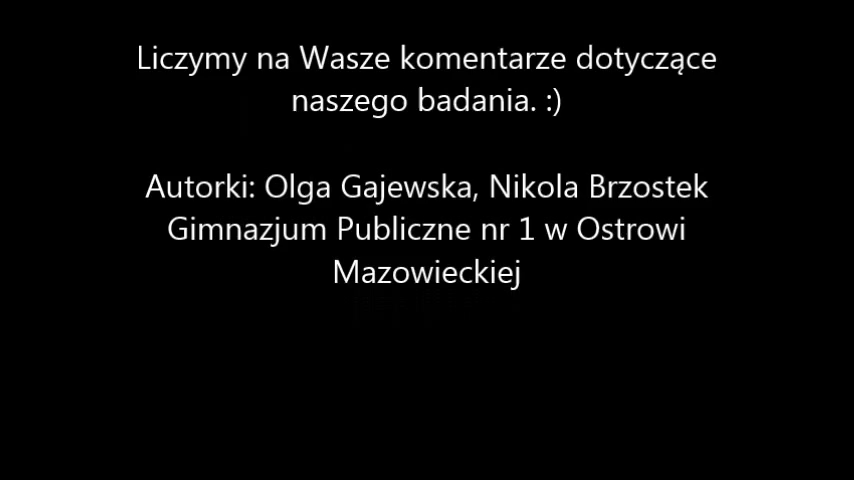 Liczymy na Wasze komentarze dotyczące
naszego badania. :)
Autorki: Olga Gajewska, Nikola Brzostek
Gimnazjum Publiczne nr 1 w Ostrowi
Mazowieckiej